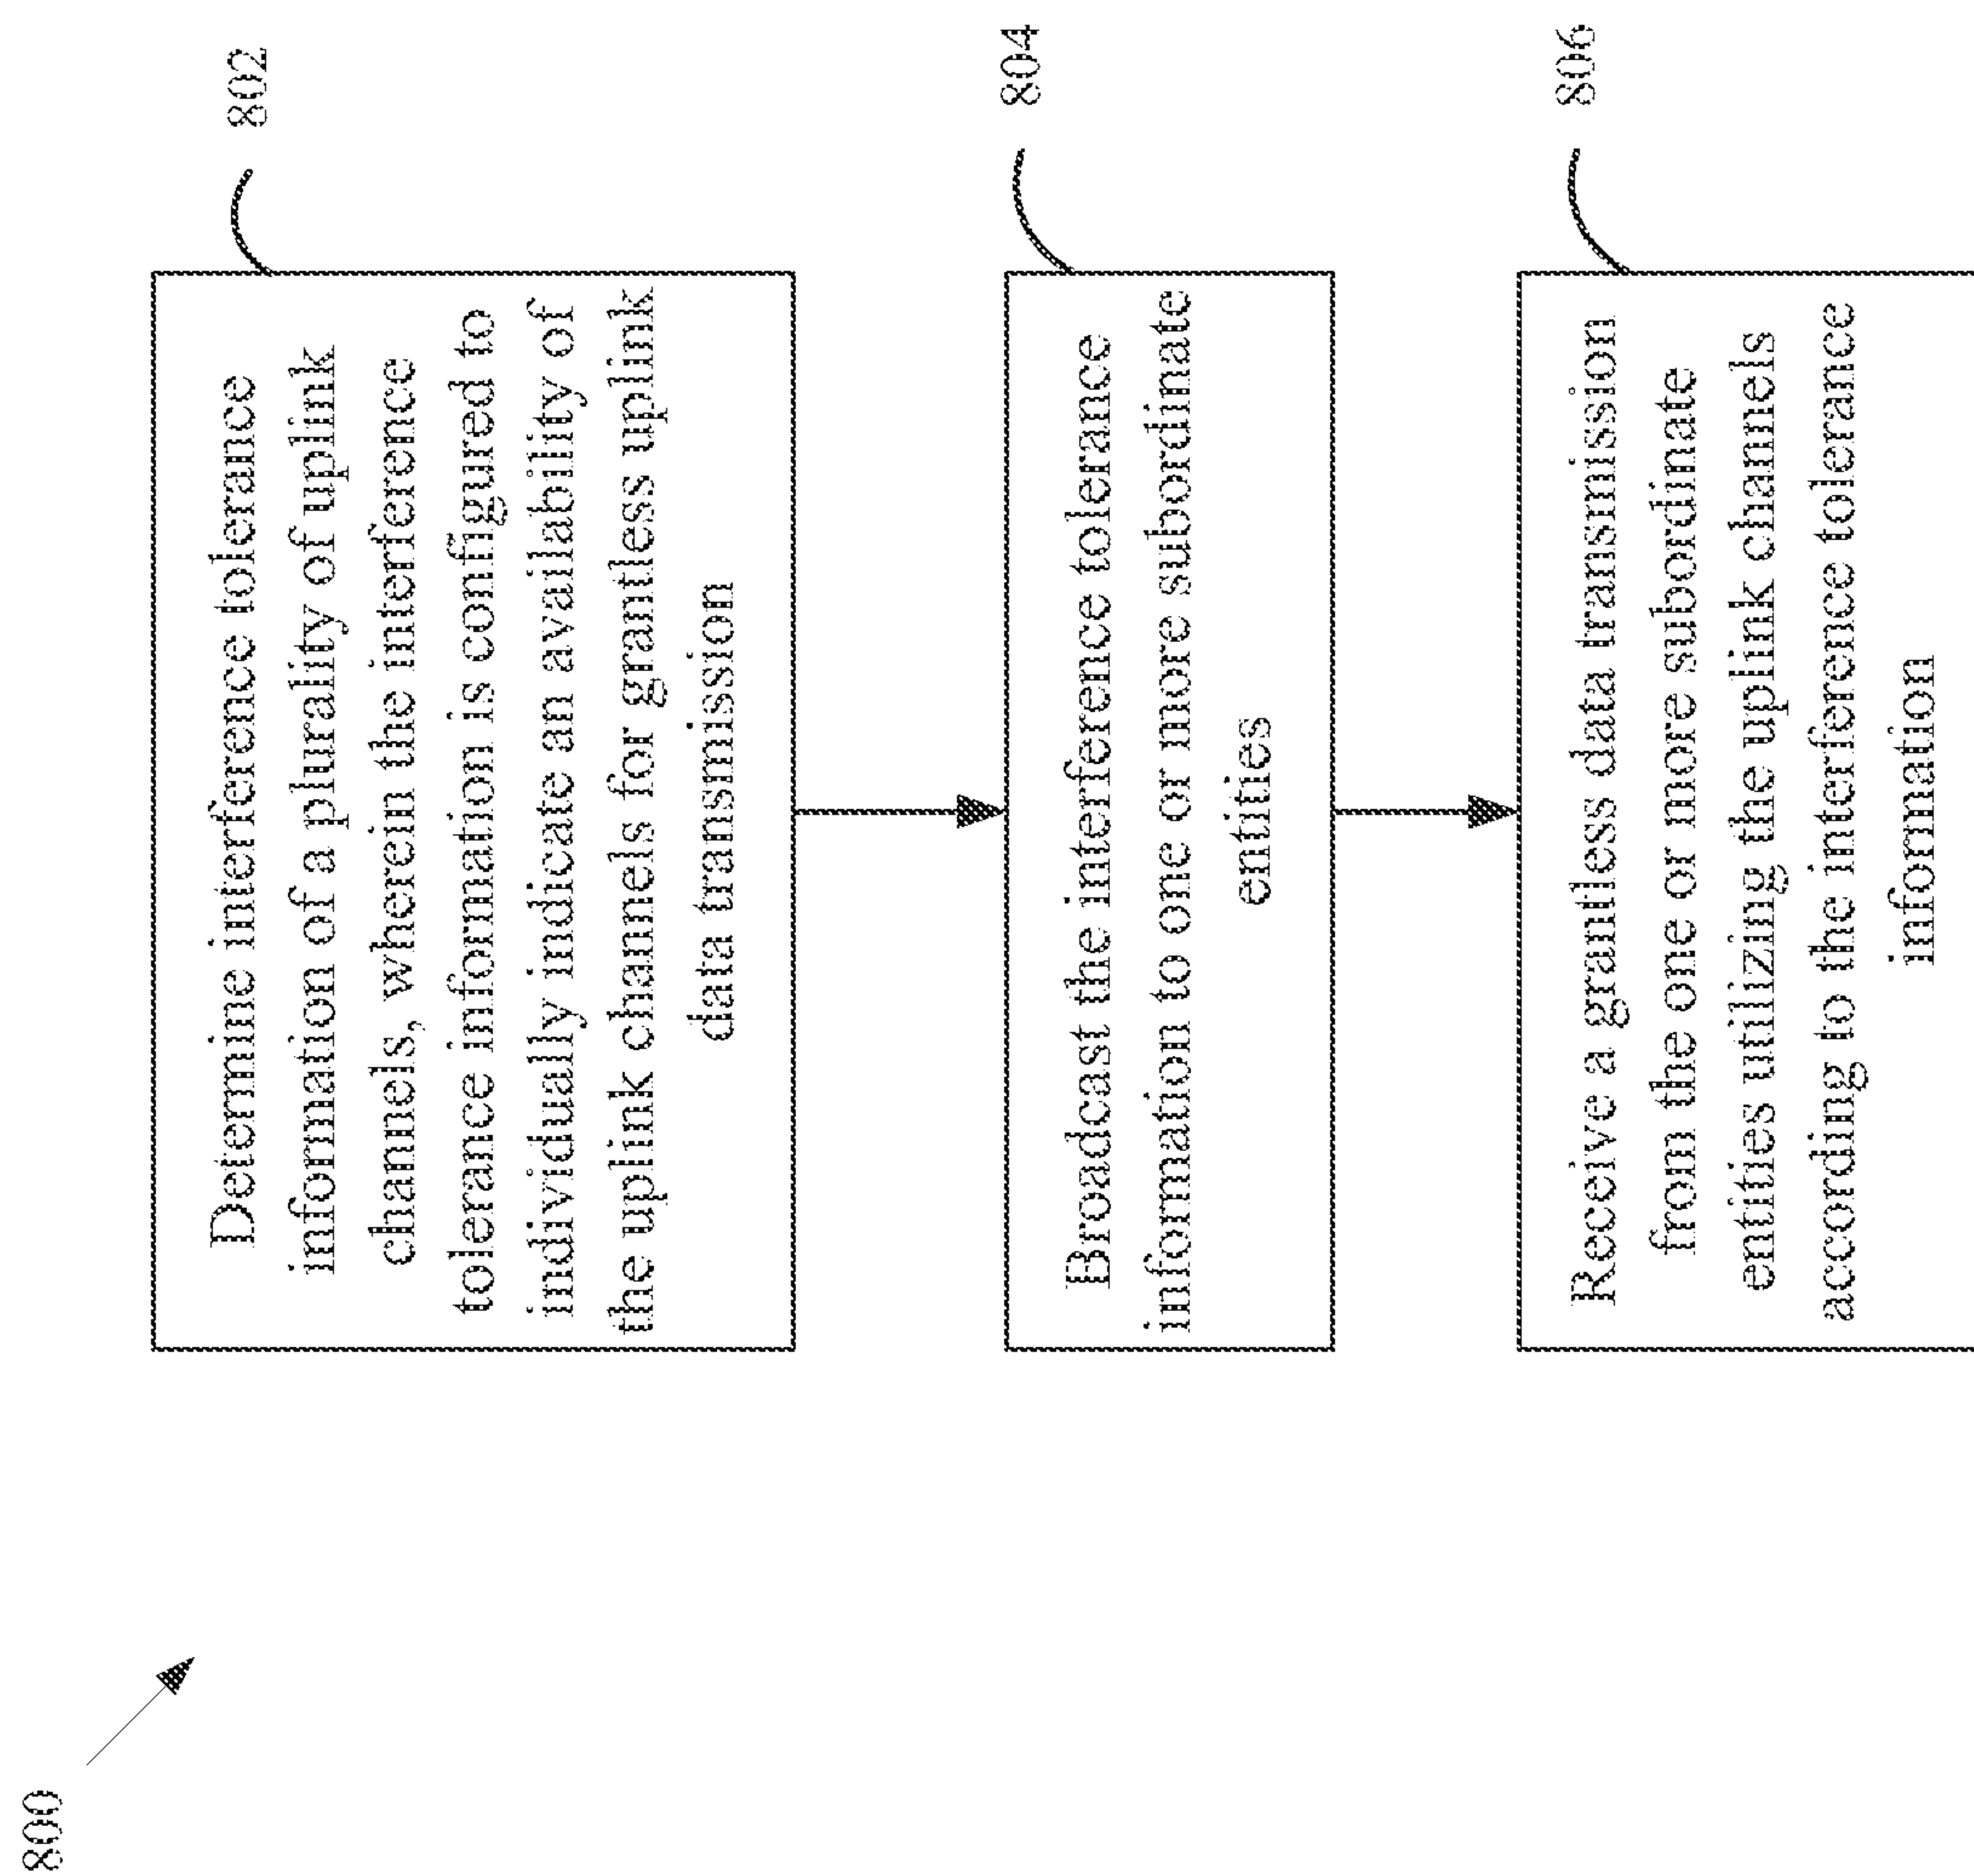 800
802
Determine interference tolerance
information of a plurality of uplink
channels, wherein the interference
tolerance information is configured to
individually indicate an availability of
the uplink channels for grantless uplink
data transmission
804
Broadcast the interference tolerance
information to one or more subordinate
entities
806
Receive a grantless data transmission
from the one or more subordinate
entities utilizing the uplink channels
according to the interference tolerance
information